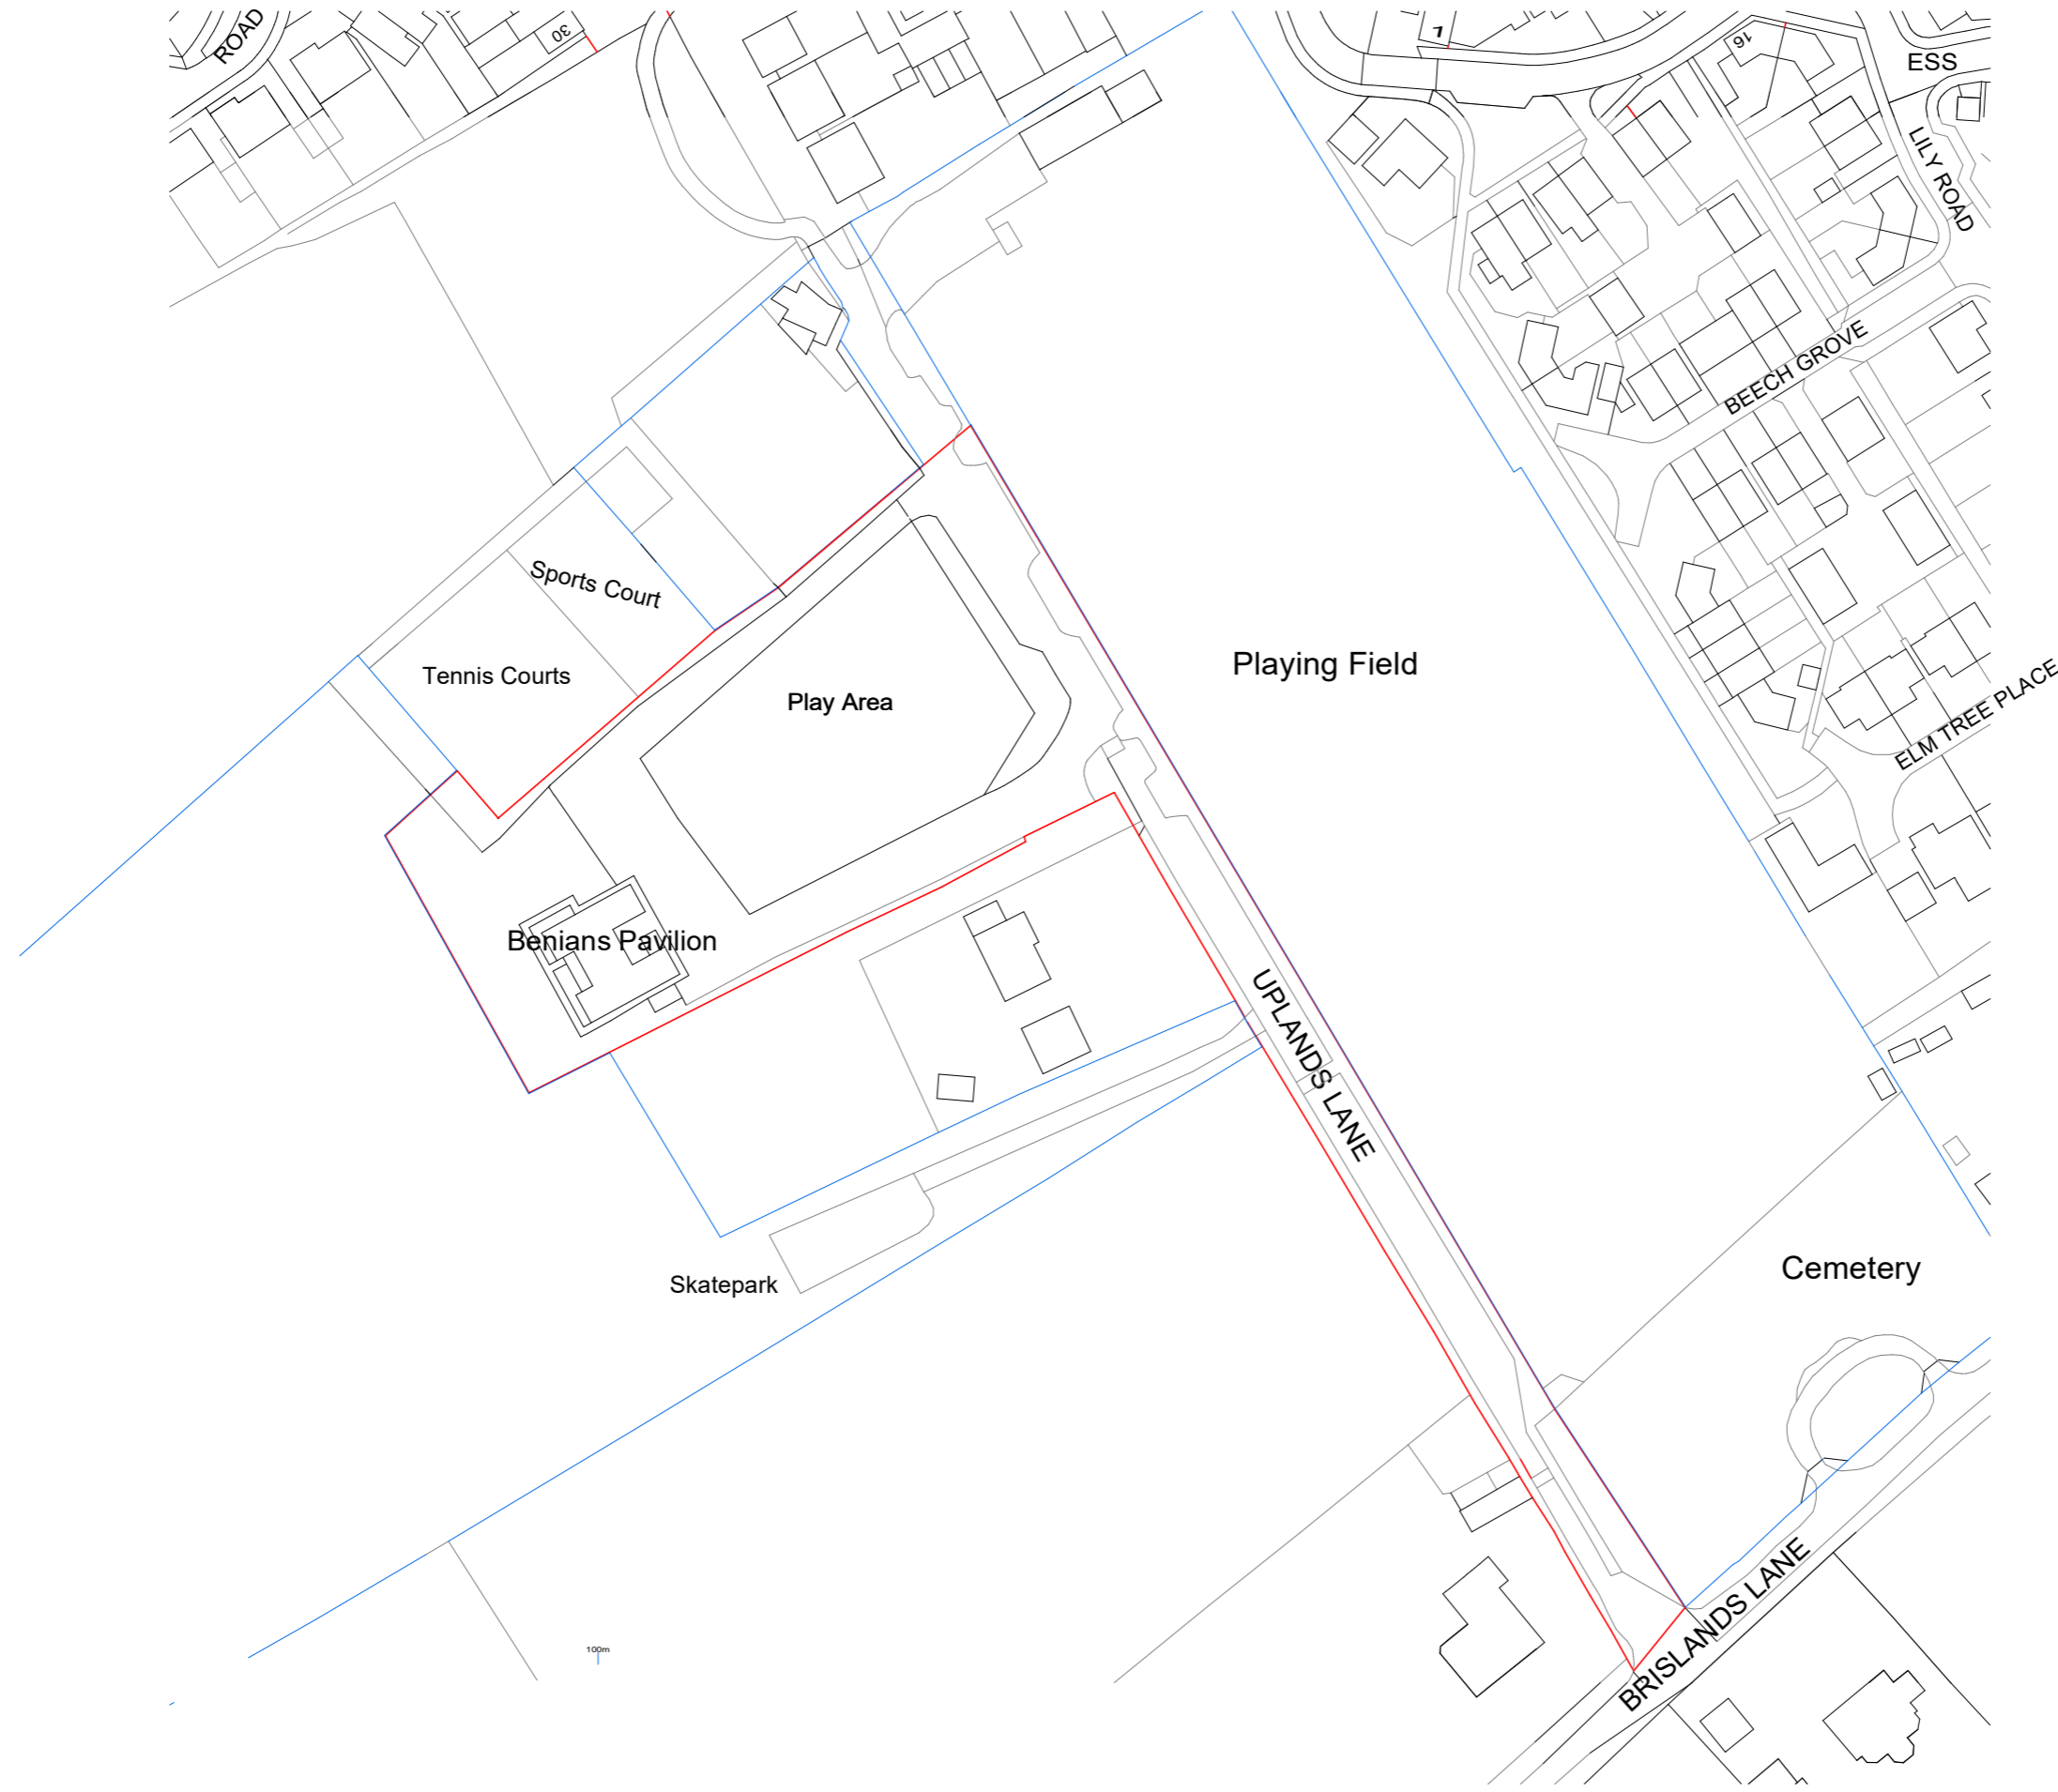 ROAD
30
7
16
ESS
LILY ROAD
BEECH GROVE
Sports Court
Tennis Courts
Play Area
Playing Field
ELM TREE PLACE
Benians Pavilion
UPLANDS LANE
Cemetery
Skatepark
BRISLANDS LANE
100m